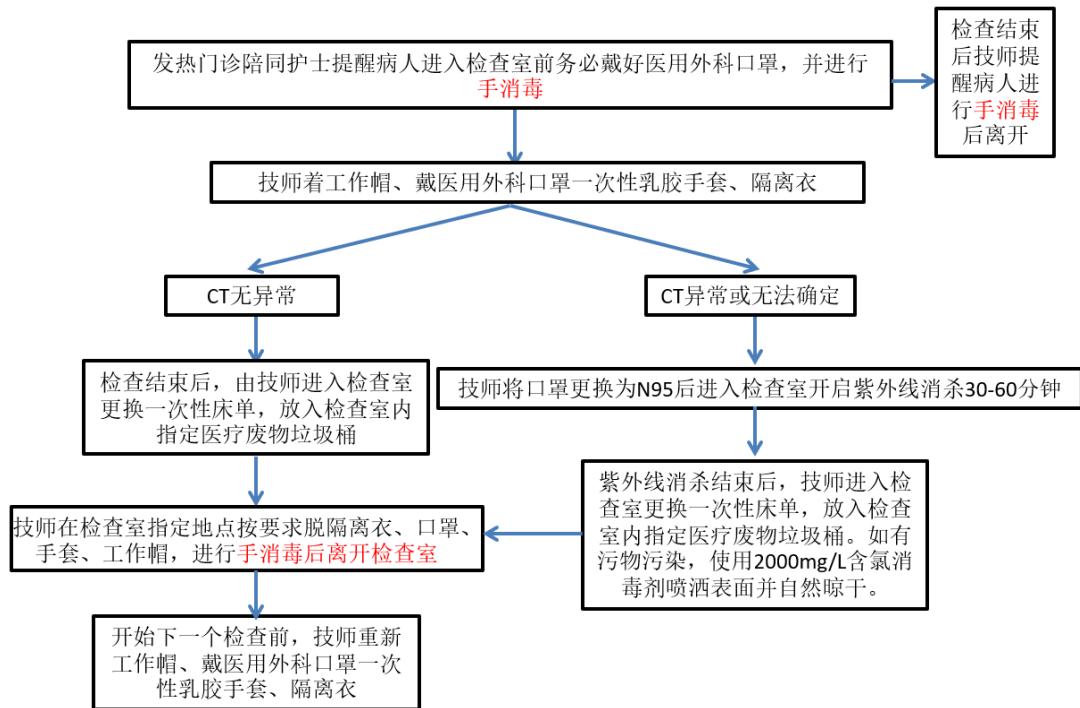 发热门诊陪同护士提醒病人进入检查室前务必戴好医用外科口罩，并进行
手消毒
检查结束
后技师提
醒病人进
行手消毒
后离开
技师着工作帽、戴医用外科口罩一次性乳胶手套、隔离衣
CT无异常
CT异常或无法确定
检查结束后，由技师进入检查室
更换一次性床单，放入检查室内
指定医疗废物垃圾桶
技师将口罩更换为N95后进入检查室开启紫外线消杀30-60分钟
紫外线消杀结束后，技师进入检
查室更换一次性床单，放入检查
室内指定医疗废物垃圾桶。如有
污物污染，使用2000mg/L含氯消
毒剂喷洒表面并自然晾干。
技师在检查室指定地点按要求脱隔离衣、口罩、
手套、工作帽，进行手消毒后离开检查室
开始下一个检查前，技师重新
工作帽、戴医用外科口罩一次
性乳胶手套、隔离衣